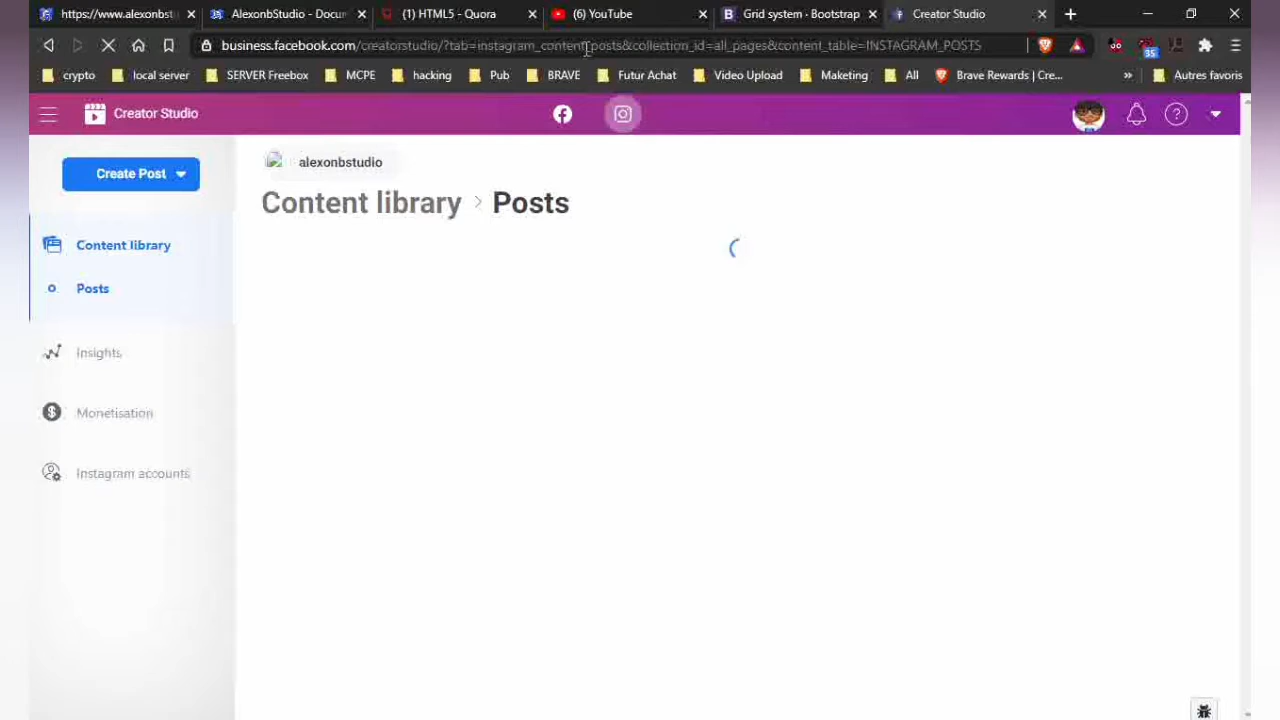 https://www.alexonbst
AlexonbStudio - Docu
(1) HTML5 - Quora
(6) YouTube
Grid system · Bootstrap
Creator Studio
business.facebook.com/creatorstudio/?tab=instagram_content_posts&collection_id=all_pages&content_table=INSTAGRAM_POSTS
35
crypto
local server
SERVER Freebox
MCPE
hacking
Pub
BRAVE
Futur Achat
Video Upload
Maketing
All
Brave Rewards | Cre...
»
Autres favoris
Creator Studio
Create Post
alexonbstudio
Content library > Posts
Content library
Posts
Insights
Monetisation
Instagram accounts